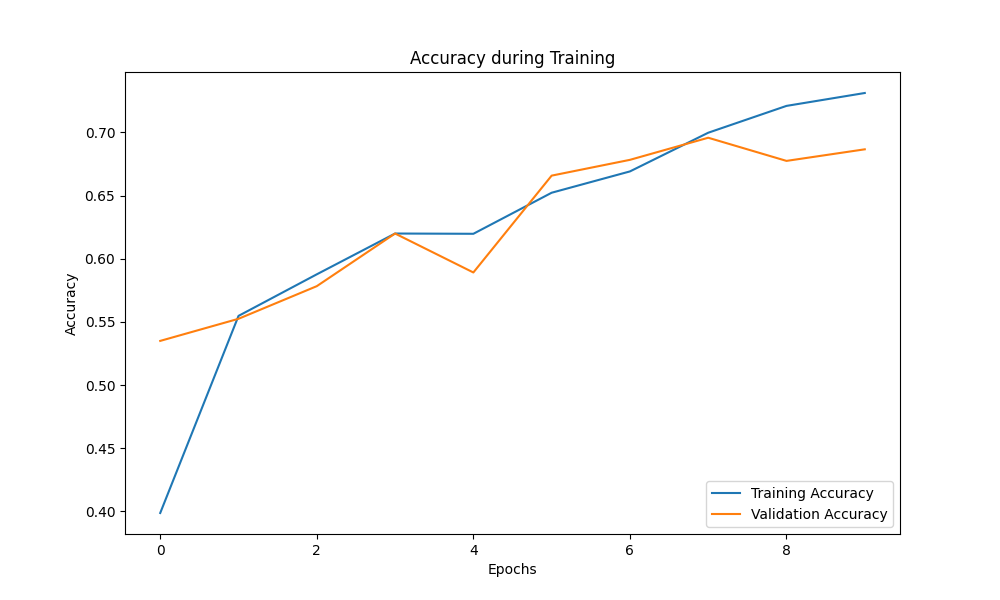 Accuracy during Training
Accuracy
0.70
0.65
0.60
0.55
0.50
0.45
0.40
0
2
4
6
8
Epochs
Training Accuracy
Validation Accuracy